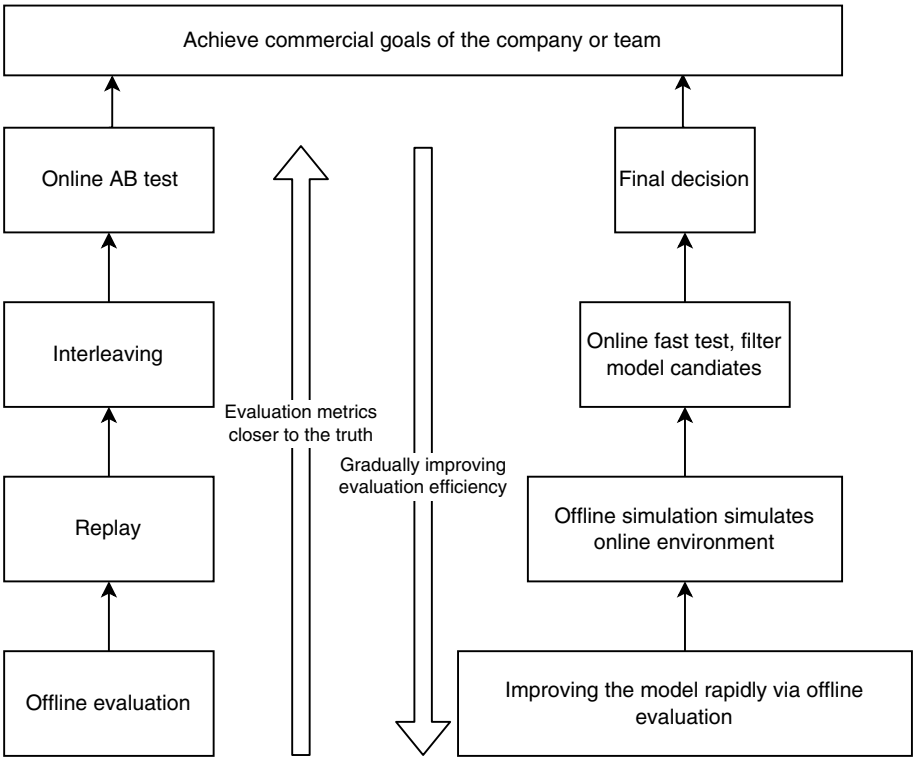 Achieve commercial goals of the company or team
Online AB test
Final decision
Interleaving
Online fast test, filter
model candiates
Evaluation metrics
closer to the truth
Gradually improving
evaluation efficiency
Replay
Offline simulation simulates
online environment
Offline evaluation
Improving the model rapidly via offline
evaluation